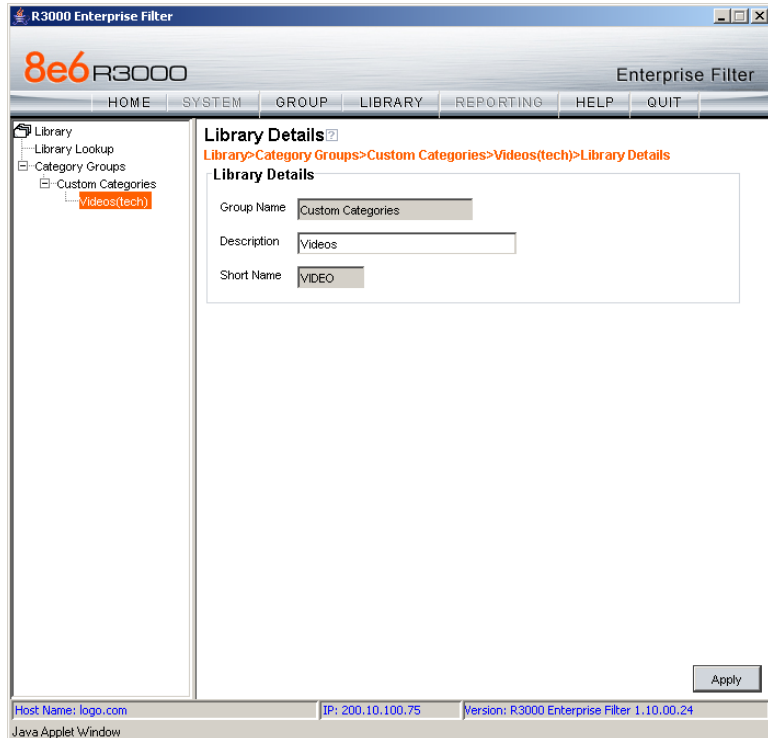 R3000 Enterprise Filter
8e6 R3000
Enterprise Filter
HOME SYSTEM GROUP LIBRARY REPORTING HELP QUIT
Library
Library Lookup
Category Groups
Custom Categories
Videos(tech)
Library Details ?
Library>Category Groups>Custom Categories>Videos(tech)>Library Details
Library Details
Group Name Custom Categories
Description Videos
Short Name VIDEO
Apply
Host Name: logo.com IP: 200.10.100.75 Version: R3000 Enterprise Filter 1.10.00.24
Java Applet Window